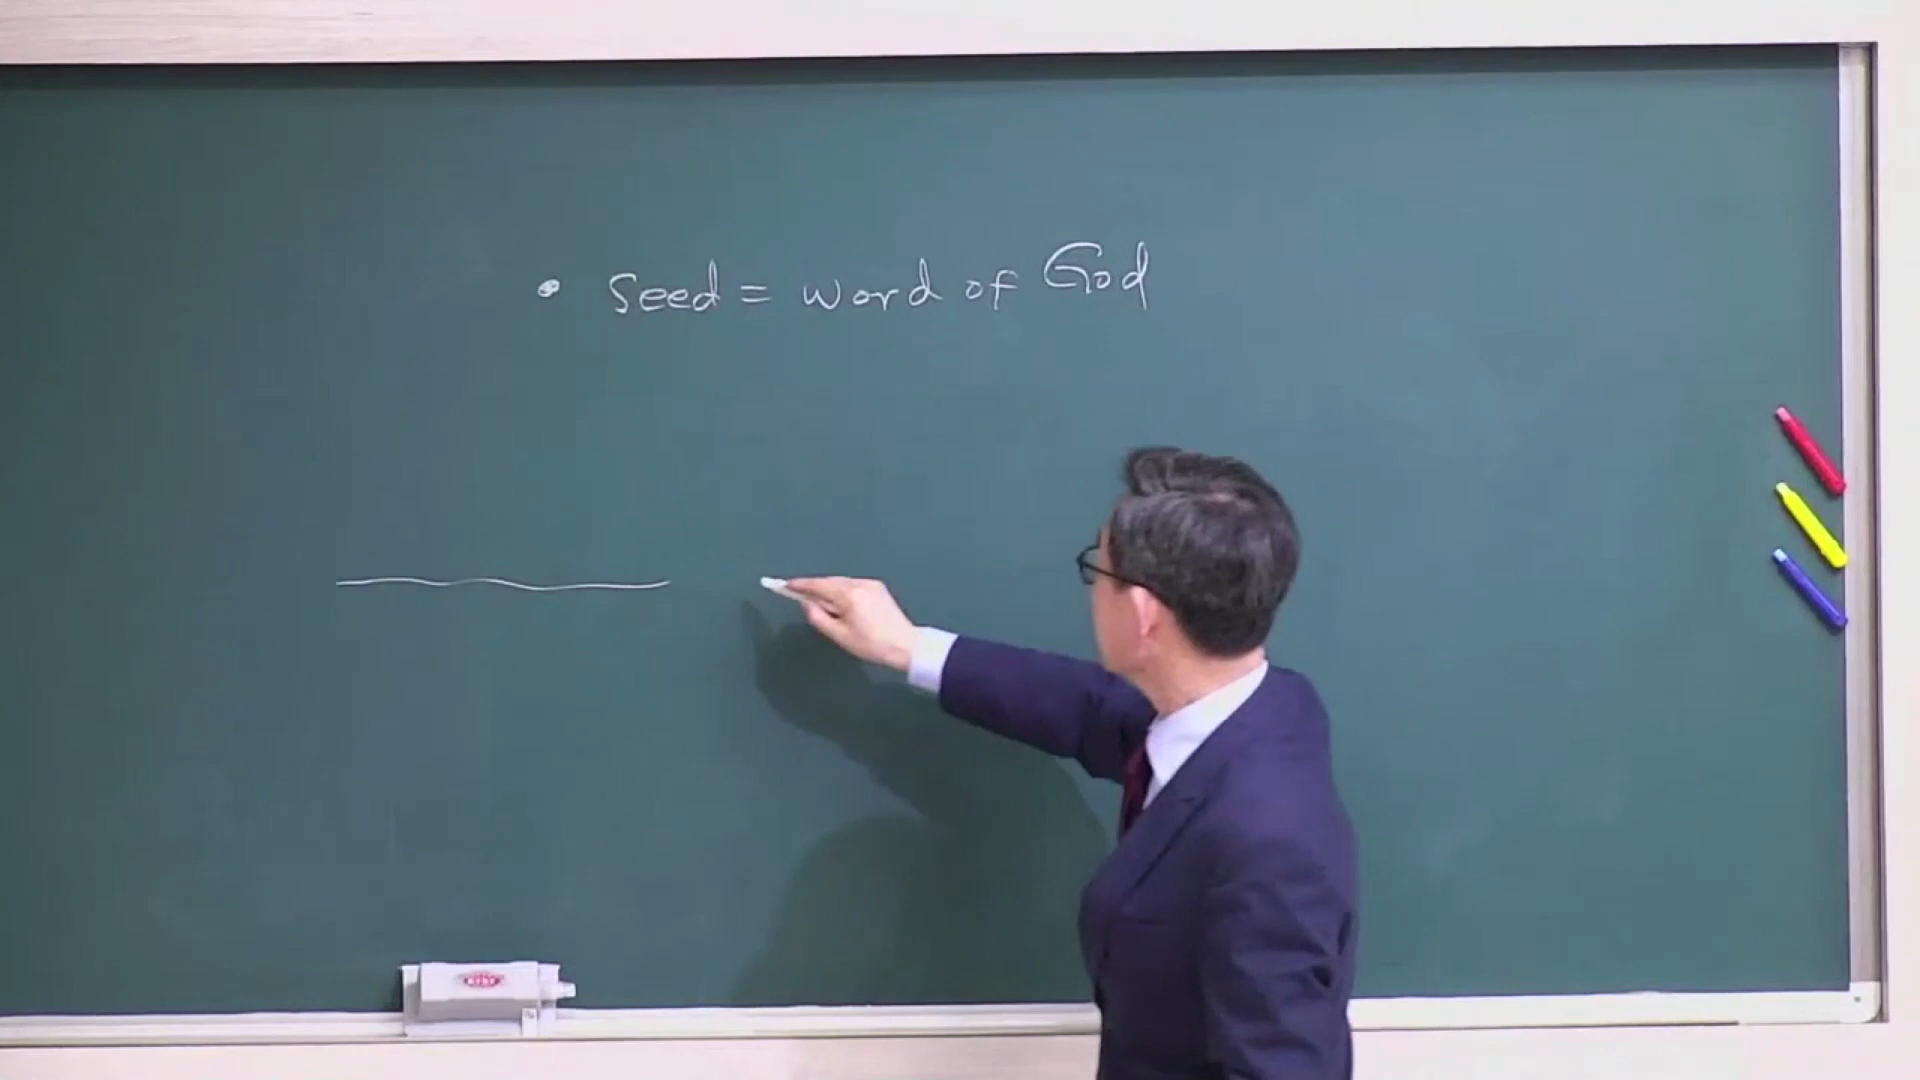 • Seed = word of God